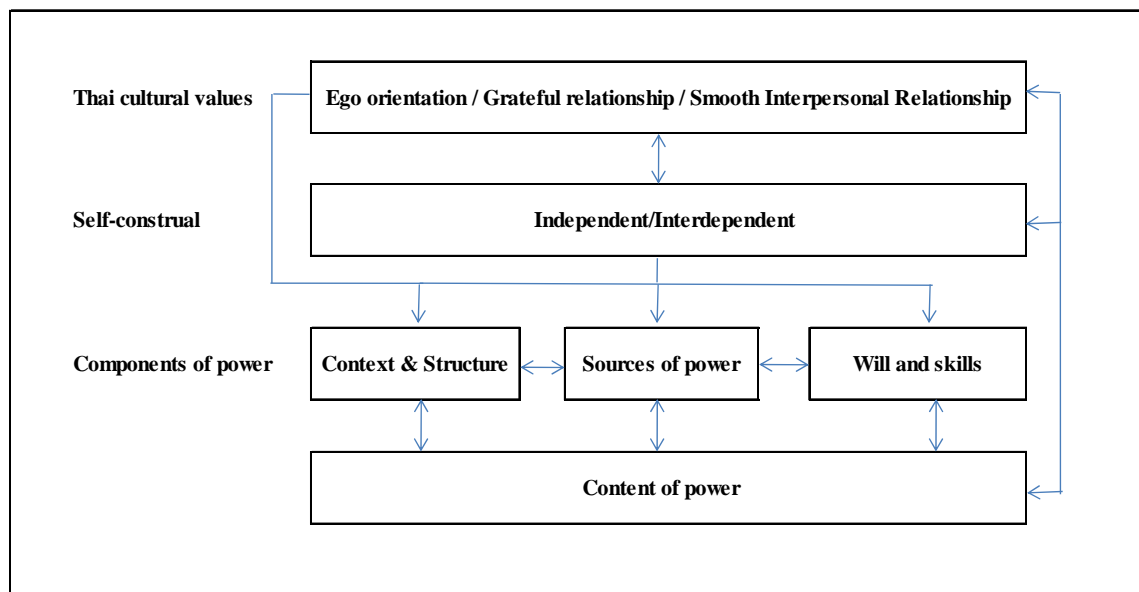 Thai cultural values
Ego orientation / Grateful relationship / Smooth Interpersonal Relationship
Self-construal
Independent/Interdependent
Components of power
Context & Structure
Sources of power
Will and skills
Content of power